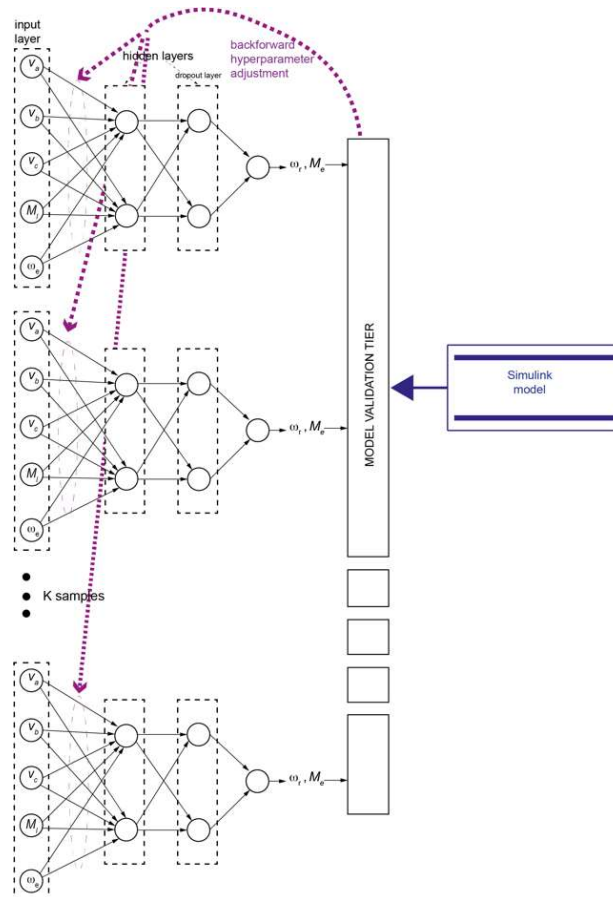 input
layer
hidden layers
dropout layer
backforward
hyperparameter
adjustment
Va
Vb
Vc
Ml
ωe
ωr , Me
Va
Vb
Vc
Ml
ωe
ωr , Me
MODEL VALIDATION TIER
Simulink
model
K samples
Va
Vb
Vc
Ml
ωe
ωr , Me